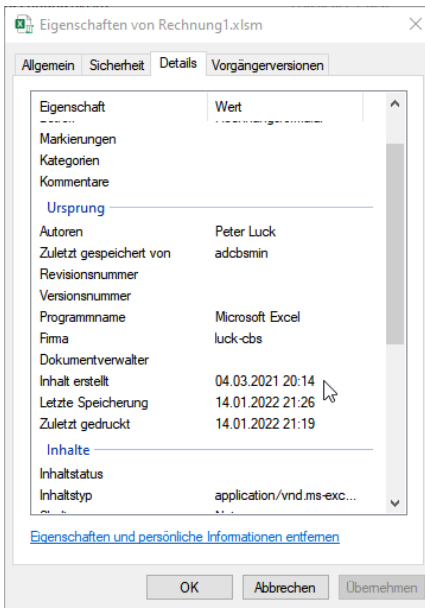 Eigenschaften von Rechnung1.xlsm
Allgemein Sicherheit Details Vorgängerversionen
Eigenschaft Wert
Markierungen
Kategorien
Kommentare
Ursprung
Autoren Peter Luck
Zuletzt gespeichert von adcbsmin
Revisionsnummer
Versionsnummer
Programmname Microsoft Excel
Firma luck-cbs
Dokumentverwalter
Inhalt erstellt 04.03.2021 20:14
Letzte Speicherung 14.01.2022 21:26
Zuletzt gedruckt 14.01.2022 21:19
Inhalte
Inhaltstatus
Inhaltstyp application/vnd.ms-exc...
Eigenschaften und persönliche Informationen entfernen
OK Abbrechen Übernehmen